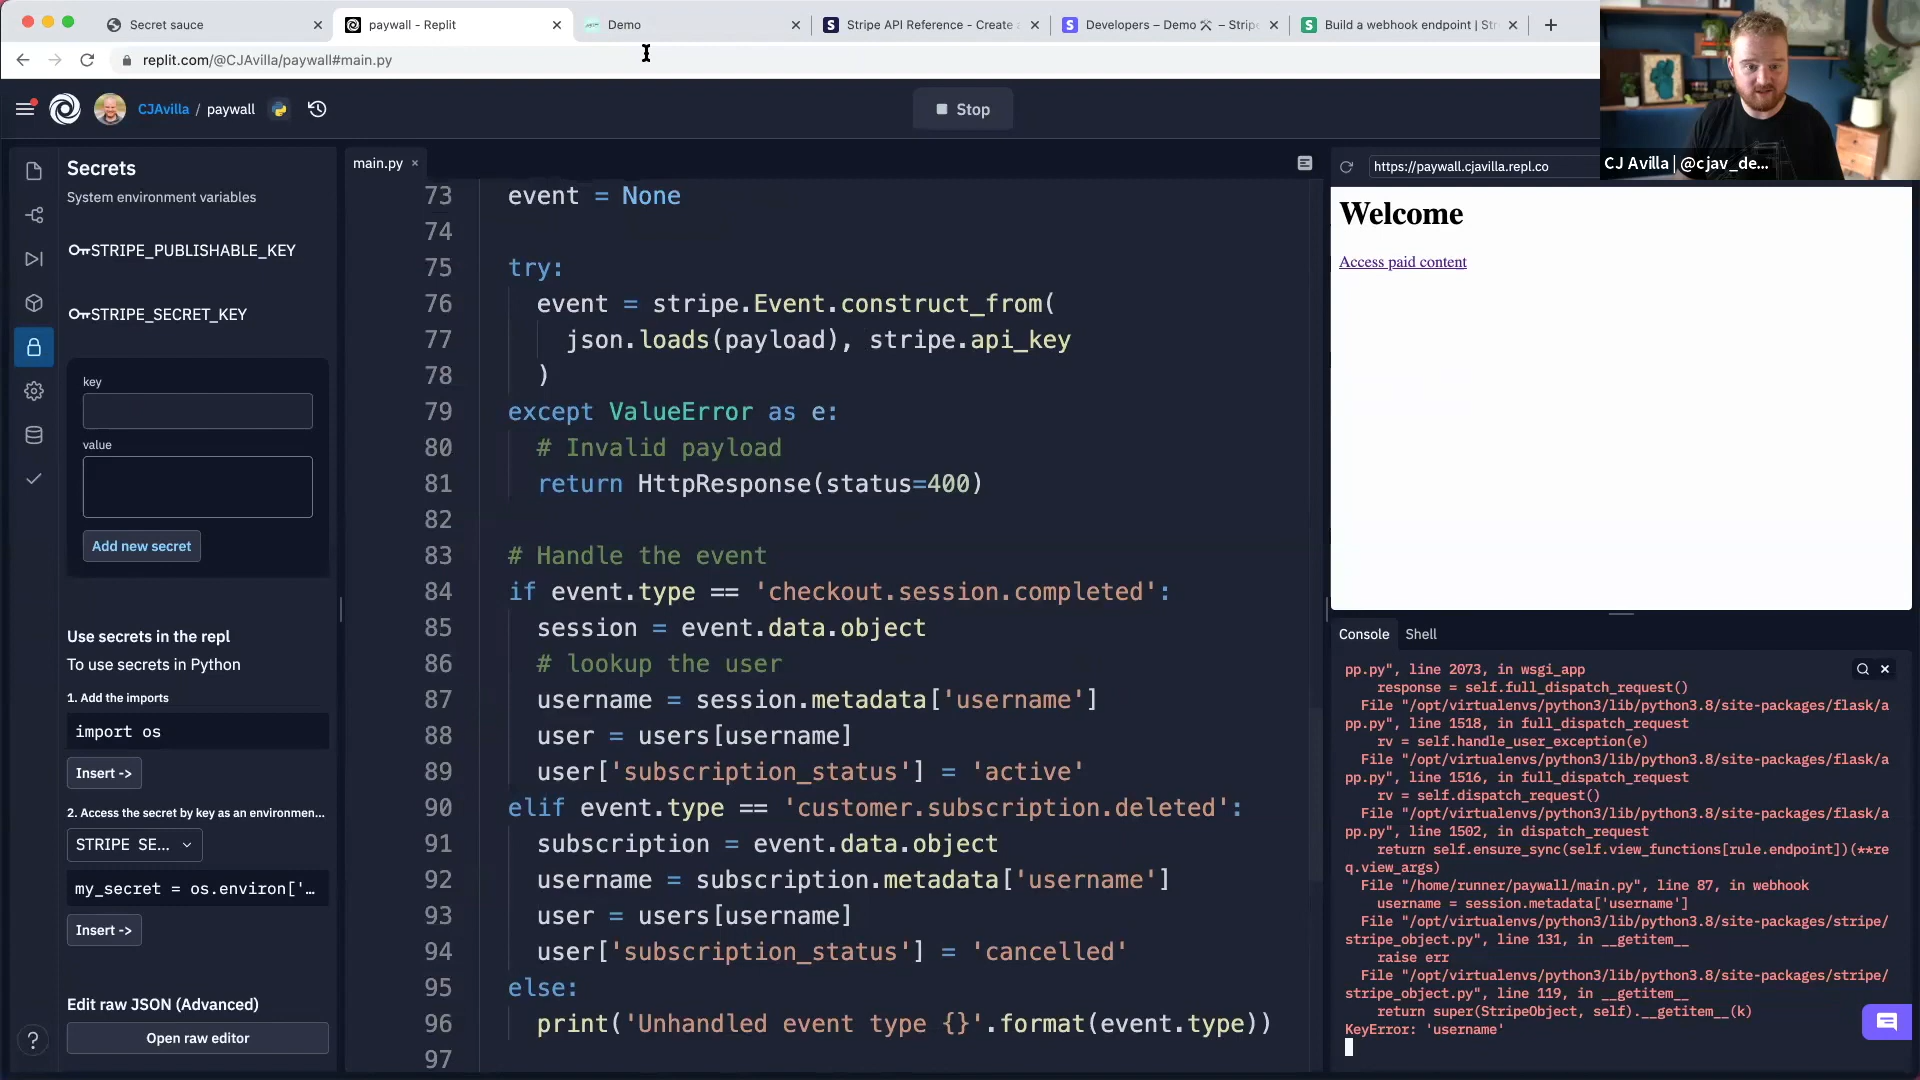 Secret sauce
paywall - Replit
Demo
Stripe API Reference - Create a
Developers – Demo 🛠 – Stripe
Build a webhook endpoint | Str
replit.com/@CJAvilla/paywall#main.py
CJAvilla / paywall
Stop
CJ Avilla | @cjav_de...
Secrets
System environment variables
STRIPE_PUBLISHABLE_KEY
STRIPE_SECRET_KEY
key
value
Add new secret
Use secrets in the repl
To use secrets in Python
1. Add the imports
import os
Insert ->
2. Access the secret by key as an environmen...
STRIPE SE...
my_secret = os.environ['...
Insert ->
Edit raw JSON (Advanced)
Open raw editor
main.py
73 event = None
74
75 try:
76 event = stripe.Event.construct_from(
77 json.loads(payload), stripe.api_key
78 )
79 except ValueError as e:
80 # Invalid payload
81 return HttpResponse(status=400)
82
83 # Handle the event
84 if event.type == 'checkout.session.completed':
85 session = event.data.object
86 # lookup the user
87 username = session.metadata['username']
88 user = users[username]
89 user['subscription_status'] = 'active'
90 elif event.type == 'customer.subscription.deleted':
91 subscription = event.data.object
92 username = subscription.metadata['username']
93 user = users[username]
94 user['subscription_status'] = 'cancelled'
95 else:
96 print('Unhandled event type {}'.format(event.type))
97
https://paywall.cjavilla.repl.co
Welcome
Access paid content
Console
Shell
pp.py", line 2073, in wsgi_app
response = self.full_dispatch_request()
File "/opt/virtualenvs/python3/lib/python3.8/site-packages/flask/a
pp.py", line 1518, in full_dispatch_request
rv = self.handle_user_exception(e)
File "/opt/virtualenvs/python3/lib/python3.8/site-packages/flask/a
pp.py", line 1516, in full_dispatch_request
rv = self.dispatch_request()
File "/opt/virtualenvs/python3/lib/python3.8/site-packages/flask/a
pp.py", line 1502, in dispatch_request
return self.ensure_sync(self.view_functions[rule.endpoint])(**re
q.view_args)
File "/home/runner/paywall/main.py", line 87, in webhook
username = session.metadata['username']
File "/opt/virtualenvs/python3/lib/python3.8/site-packages/stripe/
stripe_object.py", line 131, in __getitem__
raise err
File "/opt/virtualenvs/python3/lib/python3.8/site-packages/stripe/
stripe_object.py", line 119, in __getitem__
return super(StripeObject, self).__getitem__(k)
KeyError: 'username'